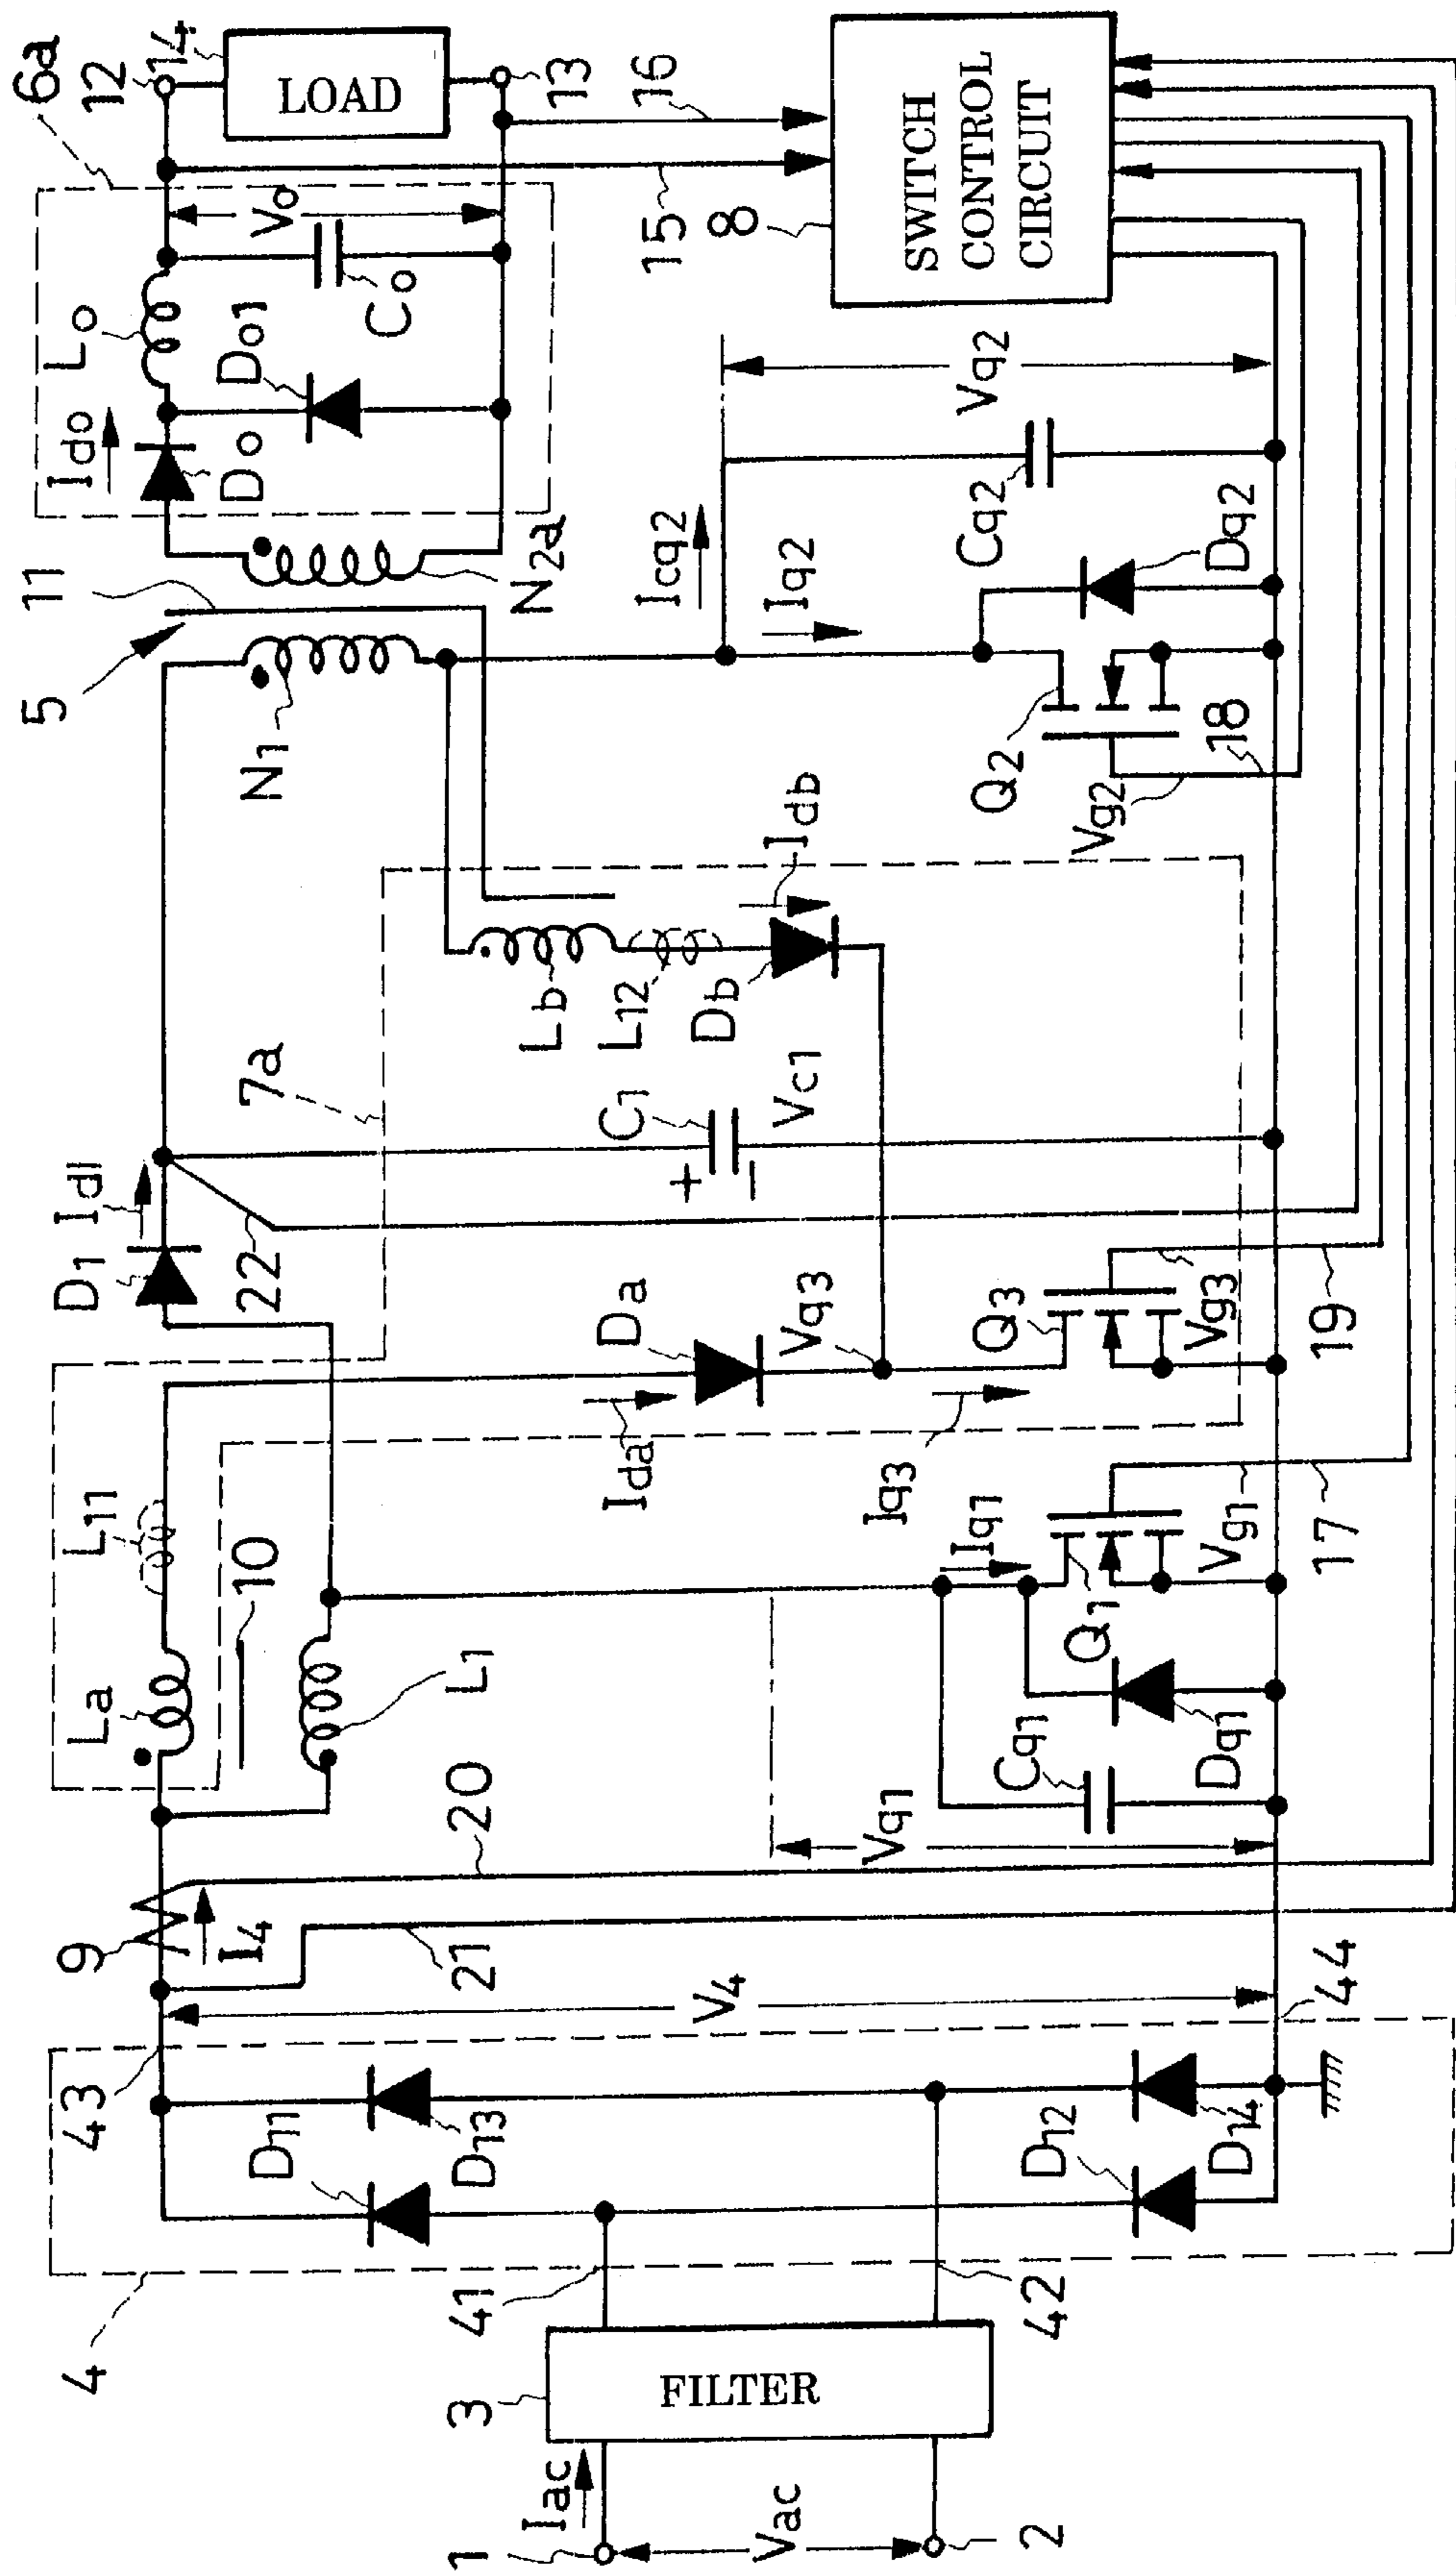 1
Iac
Vac
2
3
FILTER
41
42
4
D11
D13
D12
D14
43
44
V4
9
I4
21
20
La
L11
10
L1
Vq1
Cq1
Dq1
Q1
Iq1
Vg1
17
Iq3
Ida
Da
Vq3
Q3
Vg3
19
D1
Idl
22
7a
C1
+
−
Vc1
Lb
L12
Db
Idb
5
11
N1
N2a
Icq2
Iq2
Q2
Vg2
18
Cq2
Dq2
Vq2
Ido
Do
Lo
Do1
Co
Vo
6a
12
14
LOAD
13
15
16
8
SWITCH
CONTROL
CIRCUIT